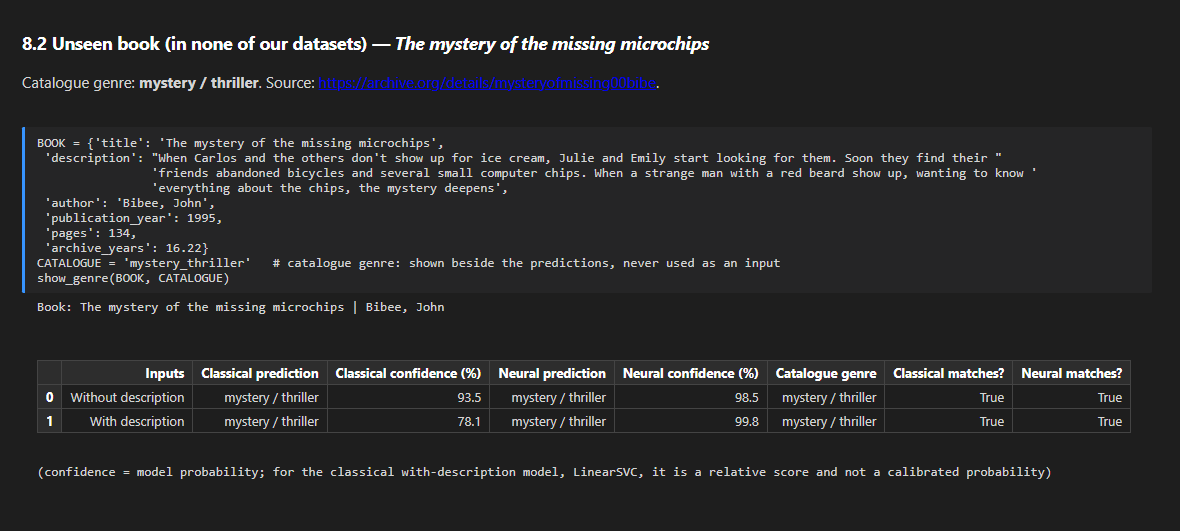 8.2 Unseen book (in none of our datasets) — The mystery of the missing microchips
Catalogue genre: mystery / thriller. Source: https://archive.org/details/mysteryofmissing00bibe.
BOOK = {'title': 'The mystery of the missing microchips',
'description': "When Carlos and the others don't show up for ice cream, Julie and Emily start looking for them. Soon they find their "
'friends abandoned bicycles and several small computer chips. When a strange man with a red beard show up, wanting to know '
'everything about the chips, the mystery deepens',
'author': 'Bibee, John',
'publication_year': 1995,
'pages': 134,
'archive_years': 16.22}
CATALOGUE = 'mystery_thriller'   # catalogue genre: shown beside the predictions, never used as an input
show_genre(BOOK, CATALOGUE)
Book: The mystery of the missing microchips | Bibee, John
Inputs Classical prediction Classical confidence (%) Neural prediction Neural confidence (%) Catalogue genre Classical matches? Neural matches?
0 Without description mystery / thriller 93.5 mystery / thriller 98.5 mystery / thriller True True
1 With description mystery / thriller 78.1 mystery / thriller 99.8 mystery / thriller True True
(confidence = model probability; for the classical with-description model, LinearSVC, it is a relative score and not a calibrated probability)